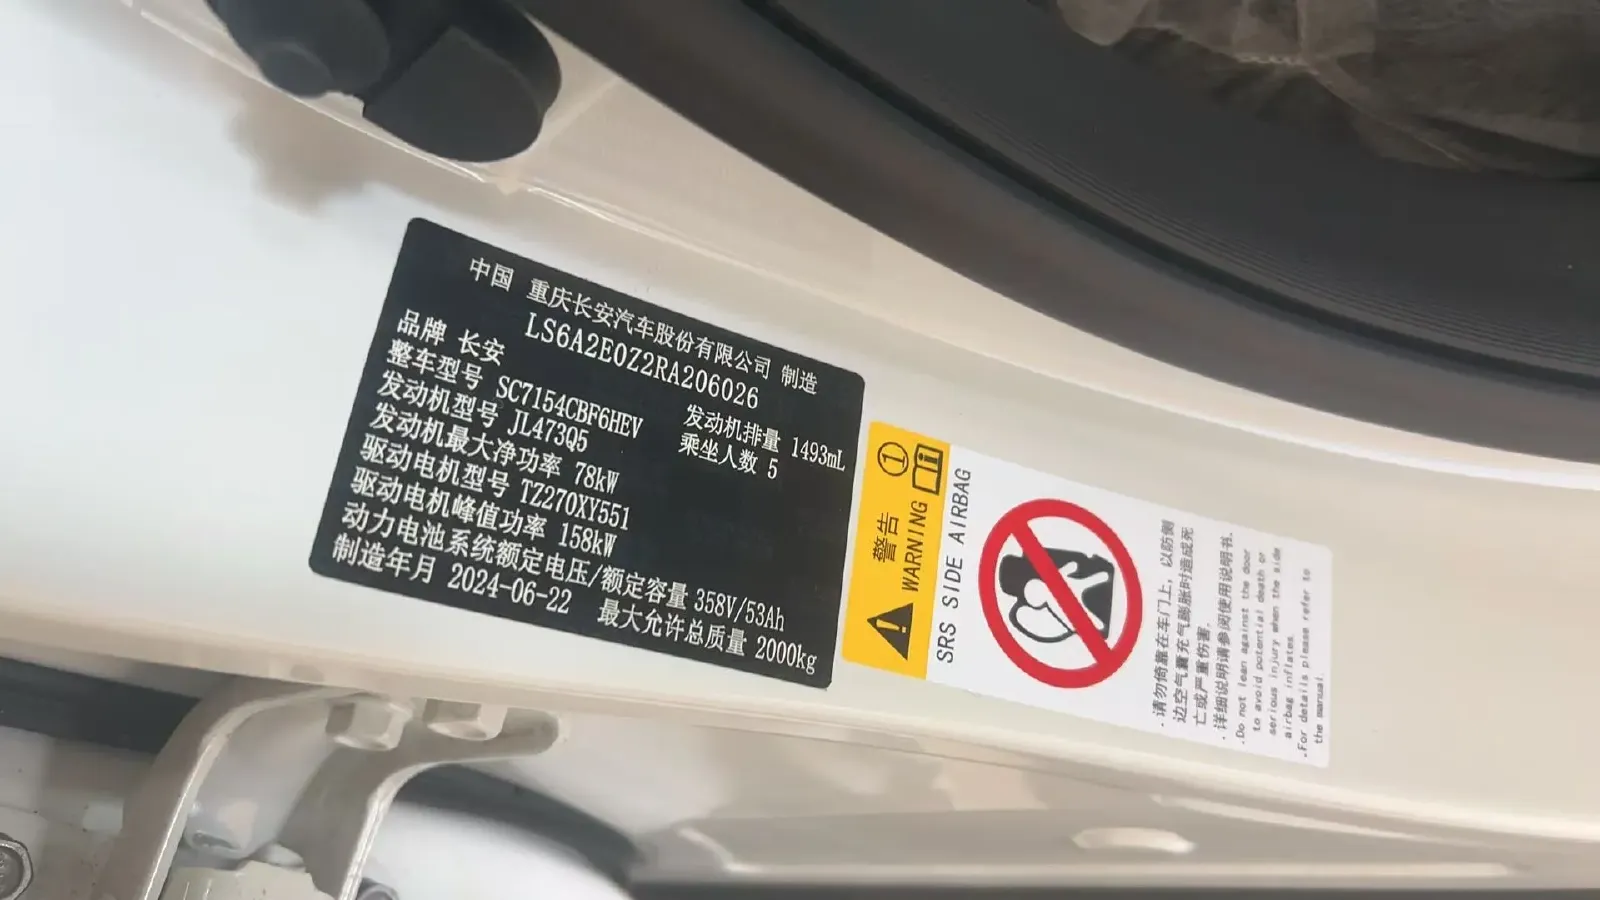 中国 重庆长安汽车股份有限公司 制造
LS6A2E0Z2RA206026
品牌 长安
整车型号 SC7154CBF6HEV 发动机排量 1493mL
发动机型号 JL473Q5 乘坐人数 5
发动机最大净功率 78kW
驱动电机型号 TZ270XY551
驱动电机峰值功率 158kW
动力电池系统额定电压/额定容量 358V/53Ah
制造年月 2024-06-22 最大允许总质量 2000kg
警告
WARNING
SRS SIDE AIRBAG
·请勿倚靠在车门上，以防侧
边空气囊充气膨胀时造成死
亡或严重伤害.
·详细说明请参阅使用说明书.
·Do not lean against the door
to avoid potential death or
serious injury when the side
airbag inflates.
·For details please refer to
the manual.